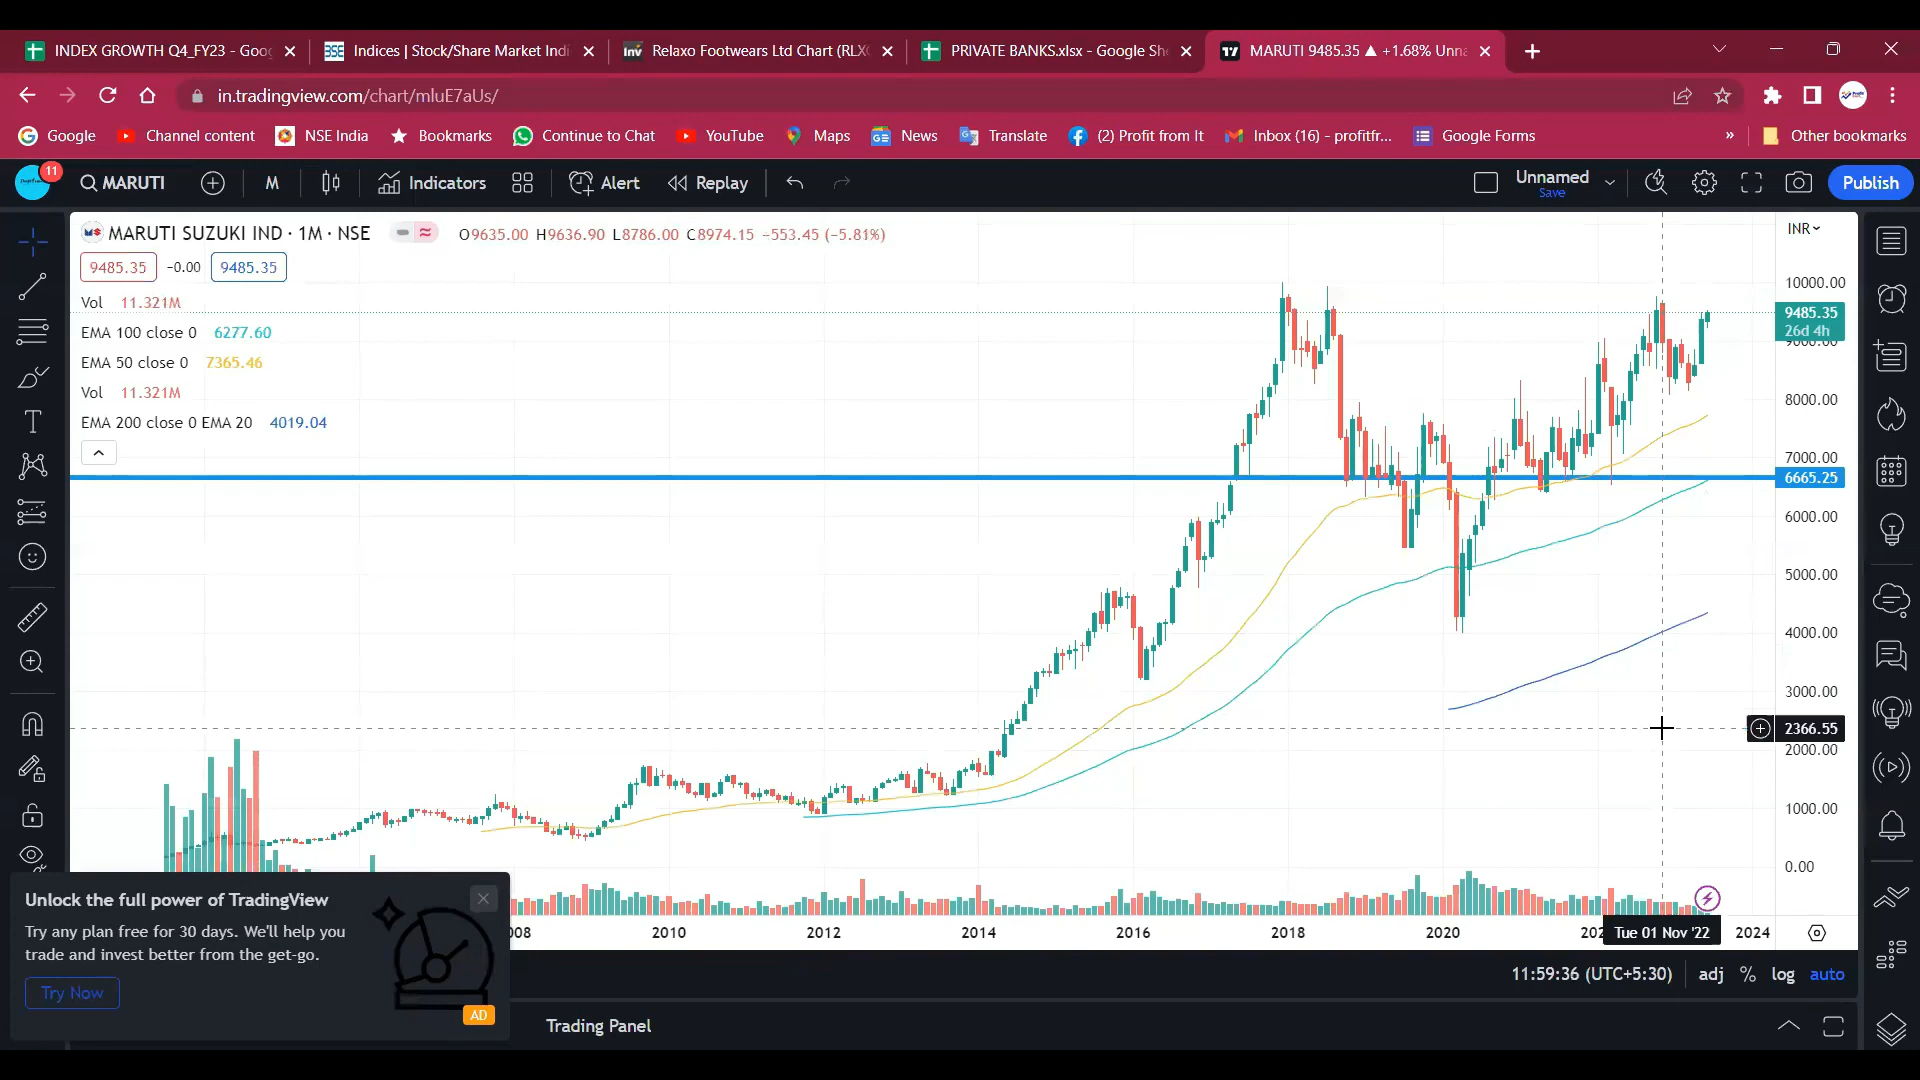 INDEX GROWTH Q4_FY23 - Goog
Indices | Stock/Share Market Indi
Relaxo Footwears Ltd Chart (RLX
PRIVATE BANKS.xlsx - Google She
MARUTI 9485.35 ▲ +1.68% Unna
in.tradingview.com/chart/mluE7aUs/
Google
Channel content
NSE India
Bookmarks
Continue to Chat
YouTube
Maps
News
Translate
(2) Profit from It
Inbox (16) - profitfr...
Google Forms
»
Other bookmarks
11
MARUTI
M
Indicators
Alert
Replay
Unnamed
Save
Publish
MARUTI SUZUKI IND · 1M · NSE
O9635.00 H9636.90 L8786.00 C8974.15 −553.45 (−5.81%)
INR
9485.35 -0.00 9485.35
Vol 11.321M
EMA 100 close 0 6277.60
EMA 50 close 0 7365.46
Vol 11.321M
EMA 200 close 0 EMA 20 4019.04
10000.00
9485.35
26d 4h
9000.00
8000.00
7000.00
6665.25
6000.00
5000.00
4000.00
3000.00
2366.55
2000.00
1000.00
0.00
Unlock the full power of TradingView
Try any plan free for 30 days. We'll help you
trade and invest better from the get-go.
Try Now
AD
2010 2012 2014 2016 2018 2020 Tue 01 Nov '22 2024
11:59:36 (UTC+5:30) adj % log auto
Trading Panel